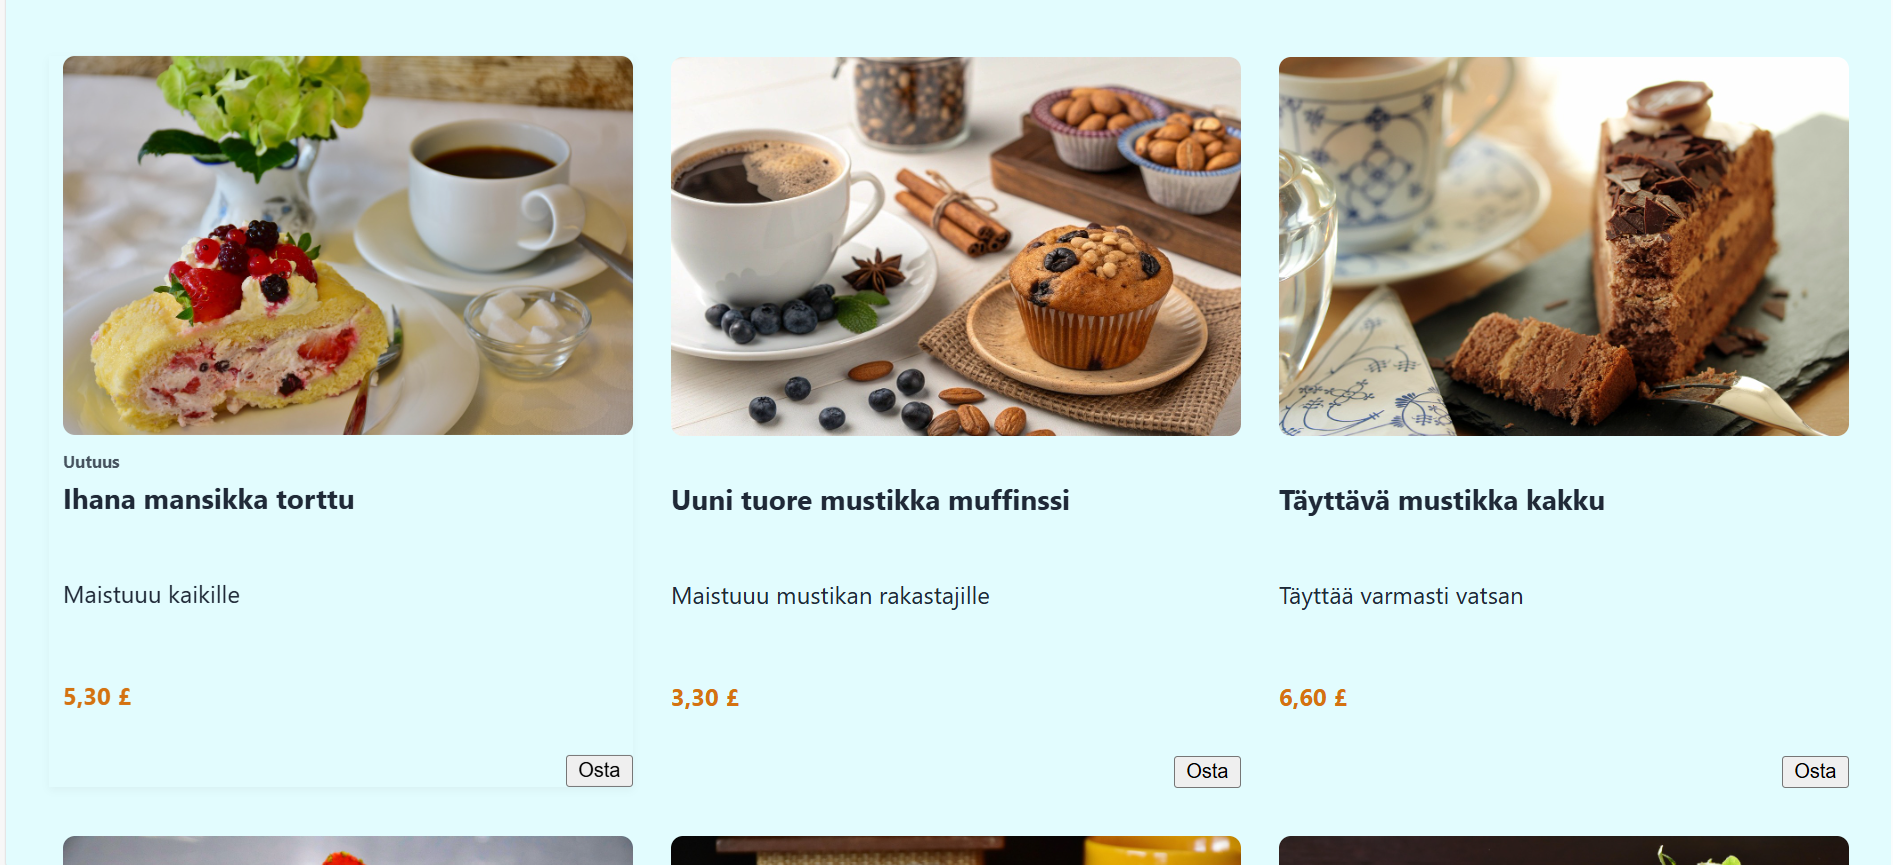 Uutuus
Ihana mansikka torttu
Maistuuu kaikille
5,30 £
Osta
Uuni tuore mustikka muffinssi
Maistuuu mustikan rakastajille
3,30 £
Osta
Täyttävä mustikka kakku
Täyttää varmasti vatsan
6,60 £
Osta